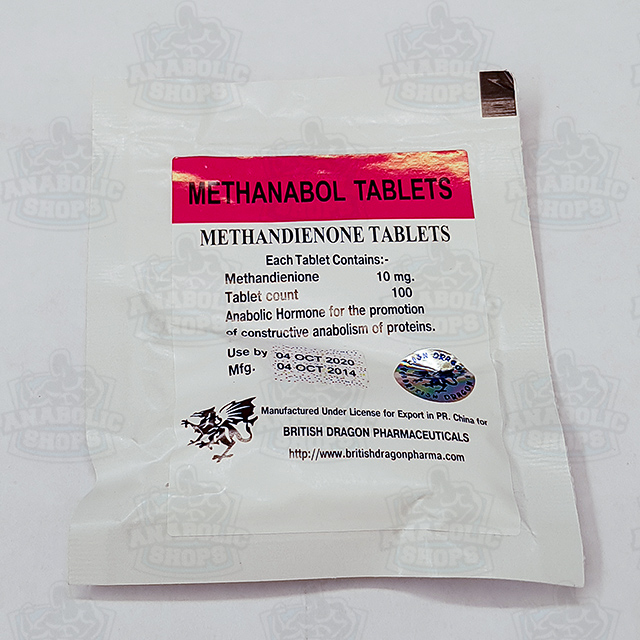 ANABOLIC
SHOPS
METHANABOL TABLETS
METHANDIENONE TABLETS
Each Tablet Contains:-
Methandienone 10 mg.
Tablet count 100
Anabolic Hormone for the promotion
of constructive anabolism of proteins.
Use by 04 OCT 2020
Mfg. 04 OCT 2014
Manufactured Under License for Export in PR. China for
BRITISH DRAGON PHARMACEUTICALS
http://www.britishdragonpharma.com